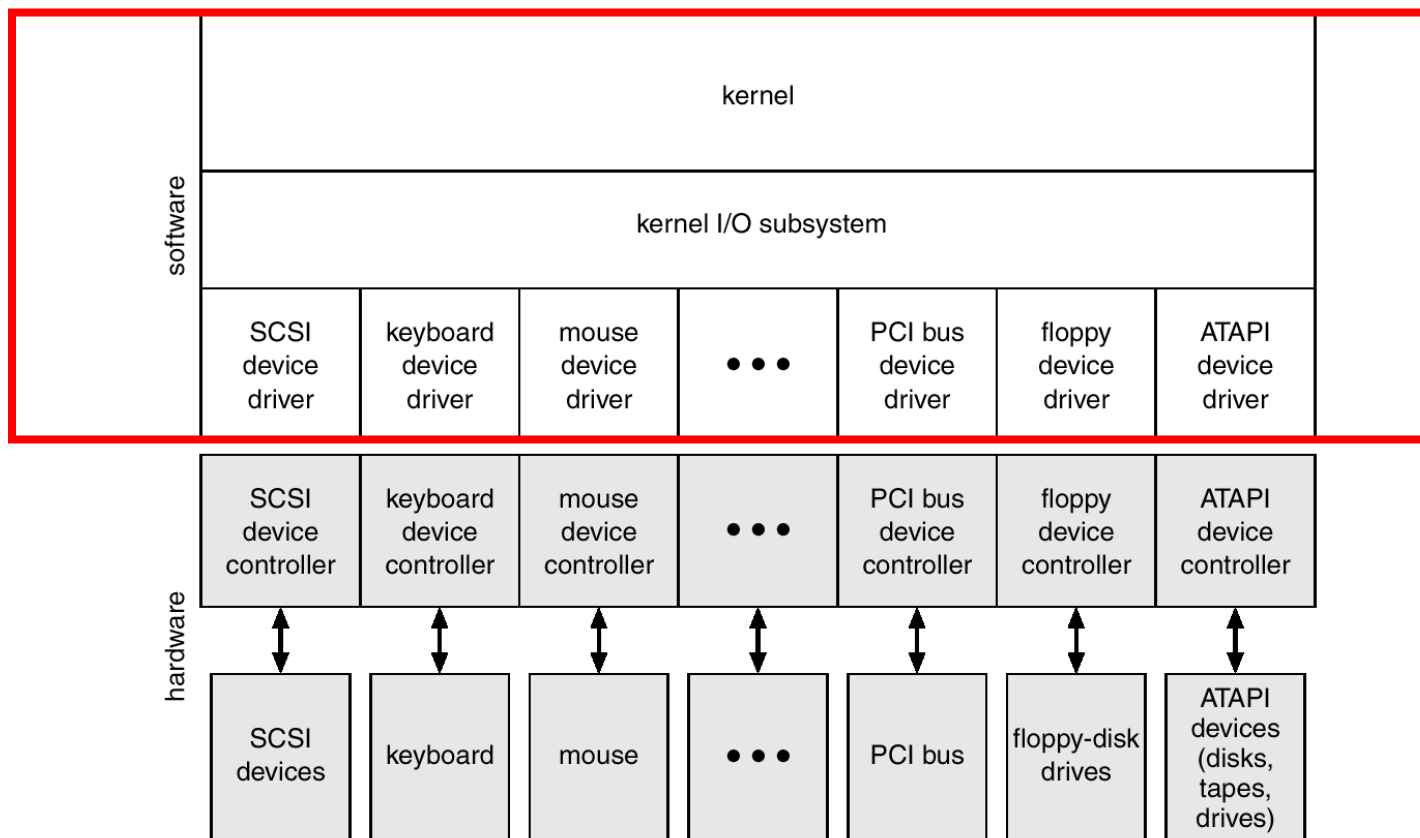 kernel
software
kernel I/O subsystem
SCSI
device
driver
keyboard
device
driver
mouse
device
driver
•••
PCI bus
device
driver
floppy
device
driver
ATAPI
device
driver
SCSI
device
controller
keyboard
device
controller
mouse
device
controller
•••
PCI bus
device
controller
floppy
device
controller
ATAPI
device
controller
hardware
SCSI
devices
keyboard
mouse
•••
PCI bus
floppy-disk
drives
ATAPI
devices
(disks,
tapes,
drives)